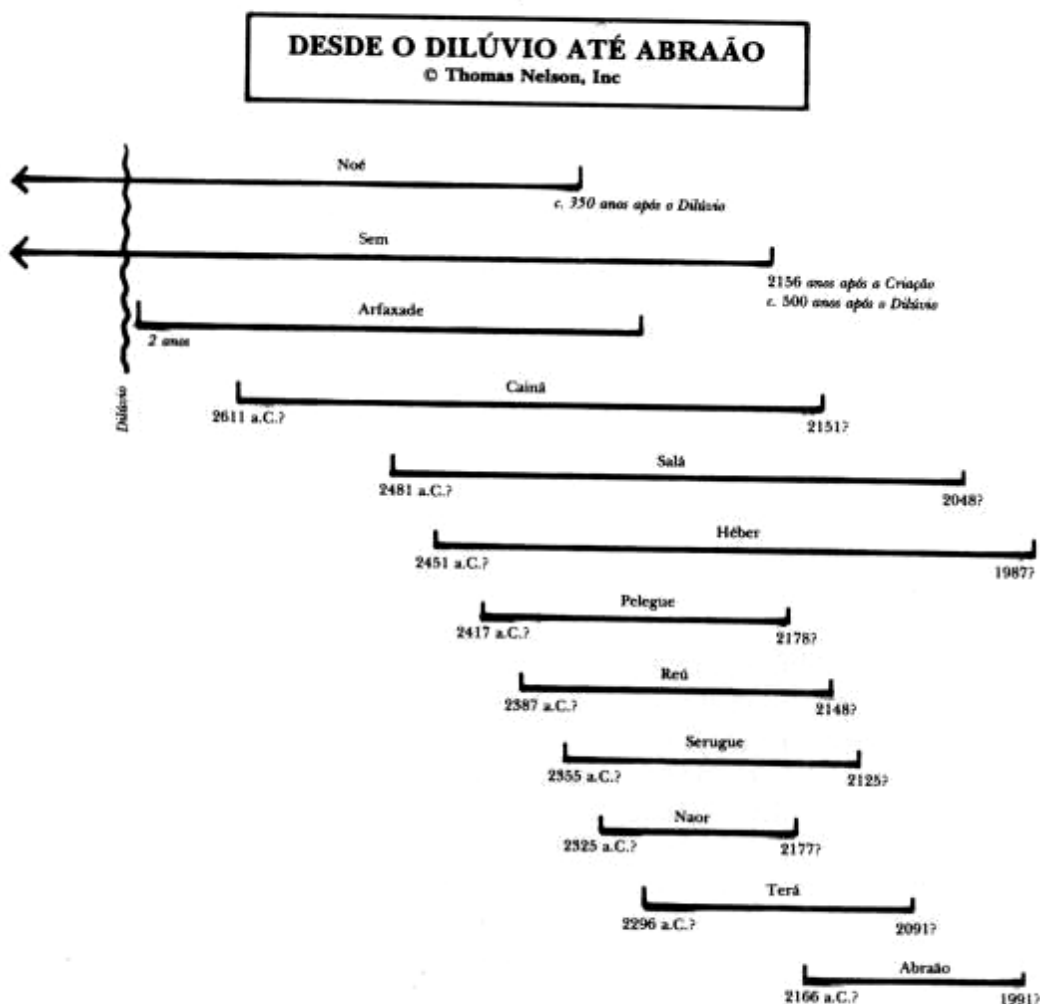 DESDE O DILÚVIO ATÉ ABRAÃO
© Thomas Nelson, Inc
Noé
c. 350 anos após o Dilúvio
Sem
2156 anos após a Criação
c. 500 anos após o Dilúvio
Arfaxade
2 anos
Dilúvio
Cainã
2611 a.C.?
2151?
Salá
2481 a.C.?
2048?
Héber
2451 a.C.?
1987?
Pelegue
2417 a.C.?
2178?
Reú
2387 a.C.?
2148?
Serugue
2355 a.C.?
2125?
Naor
2325 a.C.?
2177?
Terá
2296 a.C.?
2091?
Abraão
2166 a.C.?
1991?